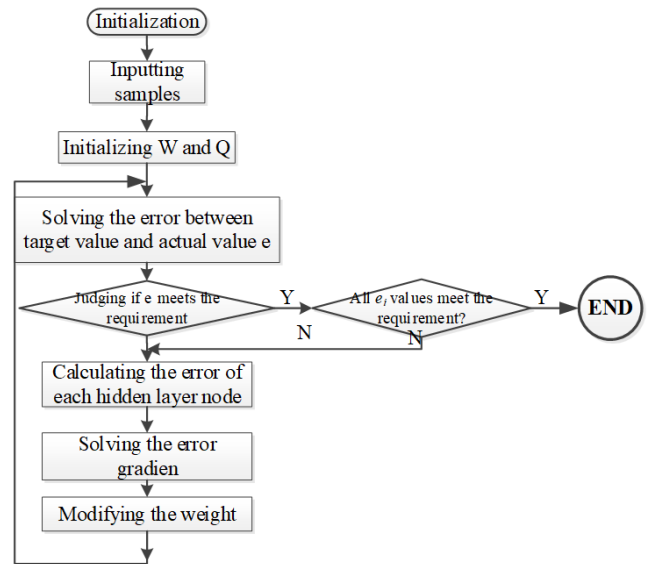 Initialization
Inputting
samples
Initializing W and Q
Solving the error between
target value and actual value e
Judging if e meets the
requirement
Y
All e_i values meet the
requirement?
Y
END
N
N
Calculating the error of
each hidden layer node
Solving the error
gradien
Modifying the weight